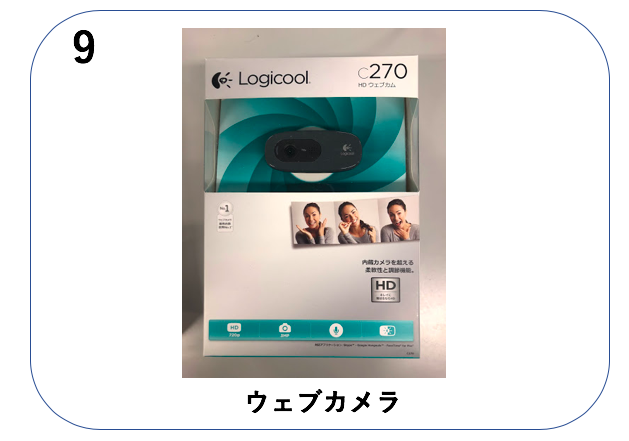 9
Logicool
C270
HD ウェブカム
Logicool
No.1
内蔵カメラを超える
柔軟性と調節機能。
HD
HD
720p
3MP
ウェブカメラ